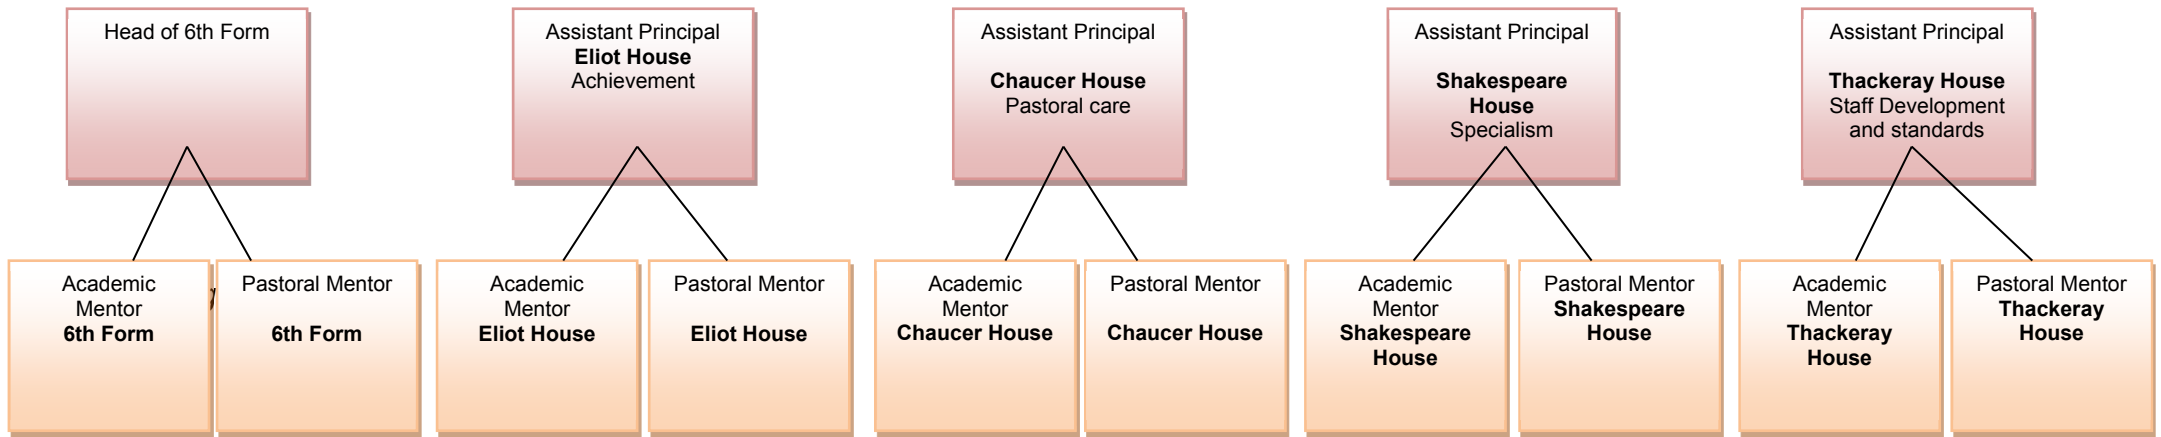 Head of 6th Form
Assistant Principal
Eliot House
Achievement
Assistant Principal
Chaucer House
Pastoral care
Assistant Principal
Shakespeare
House
Specialism
Assistant Principal
Thackeray House
Staff Development
and standards
Academic
Mentor
6th Form
Pastoral Mentor
6th Form
Academic
Mentor
Eliot House
Pastoral Mentor
Eliot House
Academic
Mentor
Chaucer House
Pastoral Mentor
Chaucer House
Academic
Mentor
Shakespeare
House
Pastoral Mentor
Shakespeare
House
Academic
Mentor
Thackeray
House
Pastoral Mentor
Thackeray
House